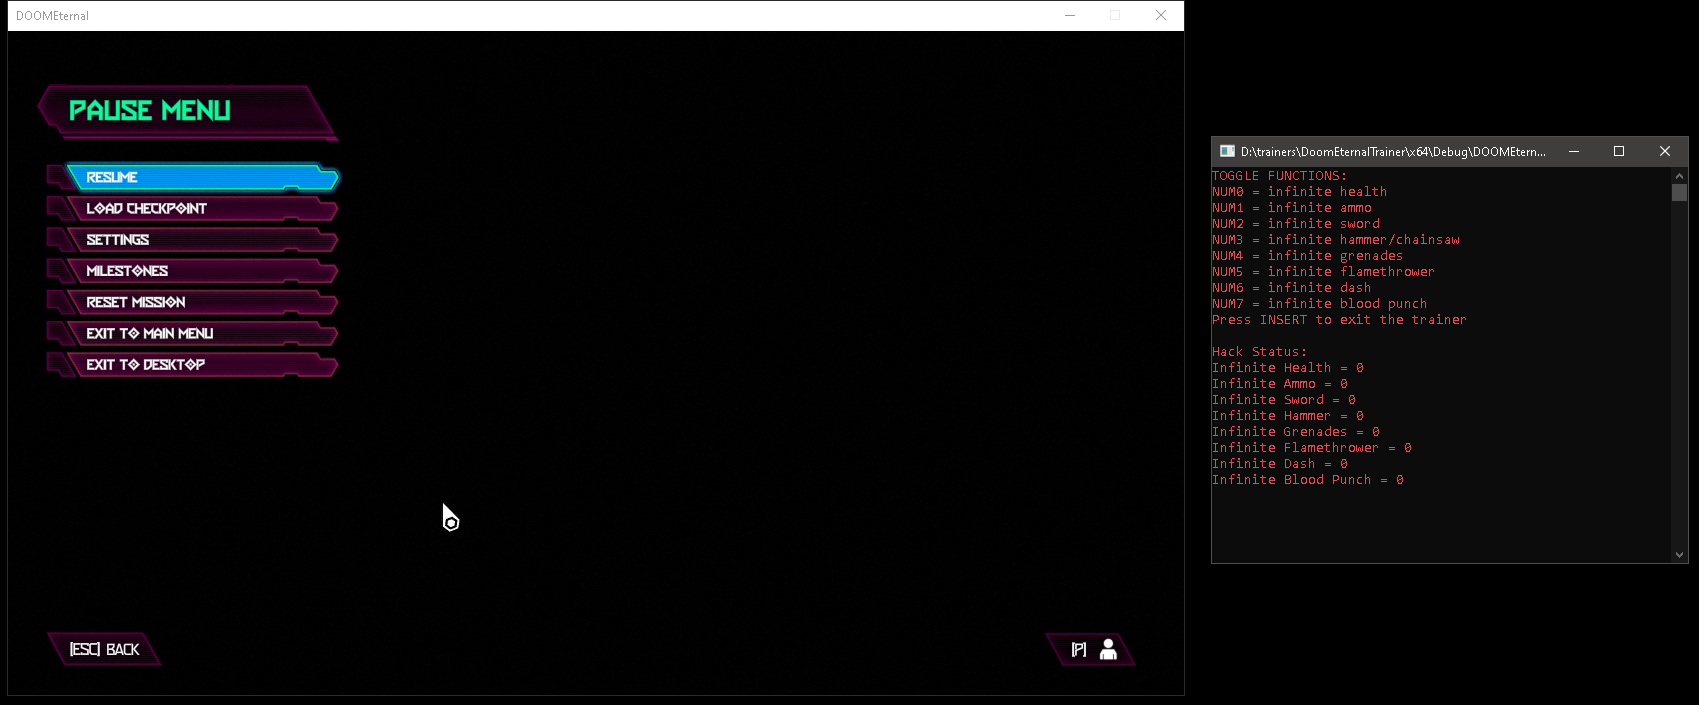 DOOMEternal
PAUSE MENU
RESUME
LOAD CHECKPOINT
SETTINGS
MILESTONES
RESET MISSION
EXIT TO MAIN MENU
EXIT TO DESKTOP
[ESC] BACK
[P]
D:\trainers\DoomEternalTrainer\x64\Debug\DOOMEtern...
TOGGLE FUNCTIONS:
NUM0 = infinite health
NUM1 = infinite ammo
NUM2 = infinite sword
NUM3 = infinite hammer/chainsaw
NUM4 = infinite grenades
NUM5 = infinite flamethrower
NUM6 = infinite dash
NUM7 = infinite blood punch
Press INSERT to exit the trainer
Hack Status:
Infinite Health = 0
Infinite Ammo = 0
Infinite Sword = 0
Infinite Hammer = 0
Infinite Grenades = 0
Infinite Flamethrower = 0
Infinite Dash = 0
Infinite Blood Punch = 0